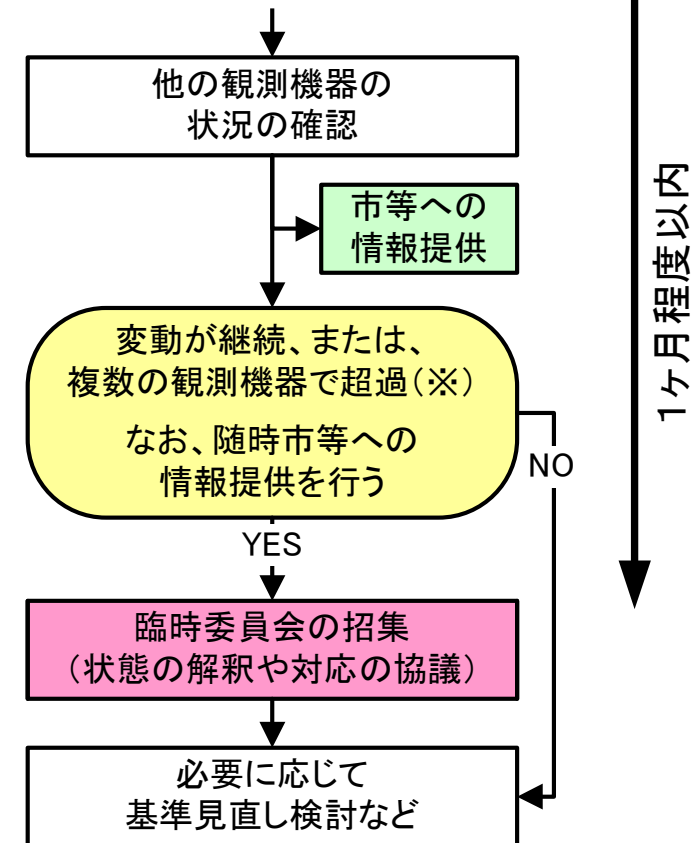 他の観測機器の
状況の確認
市等への
情報提供
変動が継続、または、
複数の観測機器で超過(※)
なお、随時市等への
情報提供を行う
NO
YES
臨時委員会の招集
(状態の解釈や対応の協議)
必要に応じて
基準見直し検討など
1ヶ月程度以内